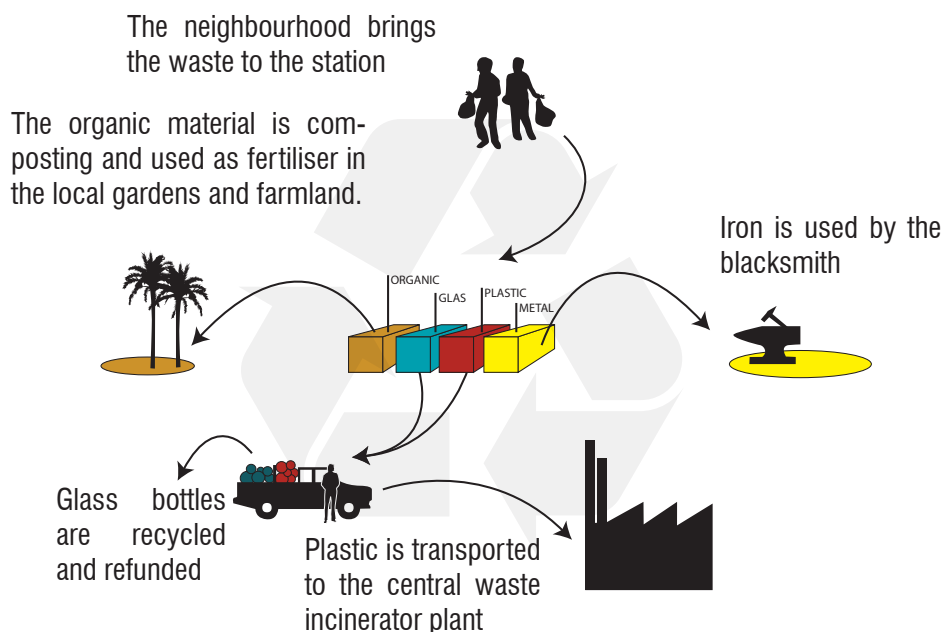 The neighbourhood brings
the waste to the station
The organic material is com-
posting and used as fertiliser in
the local gardens and farmland.
Iron is used by the
blacksmith
ORGANIC
GLAS
PLASTIC
METAL
Glass bottles
are recycled
and refunded
Plastic is transported
to the central waste
incinerator plant